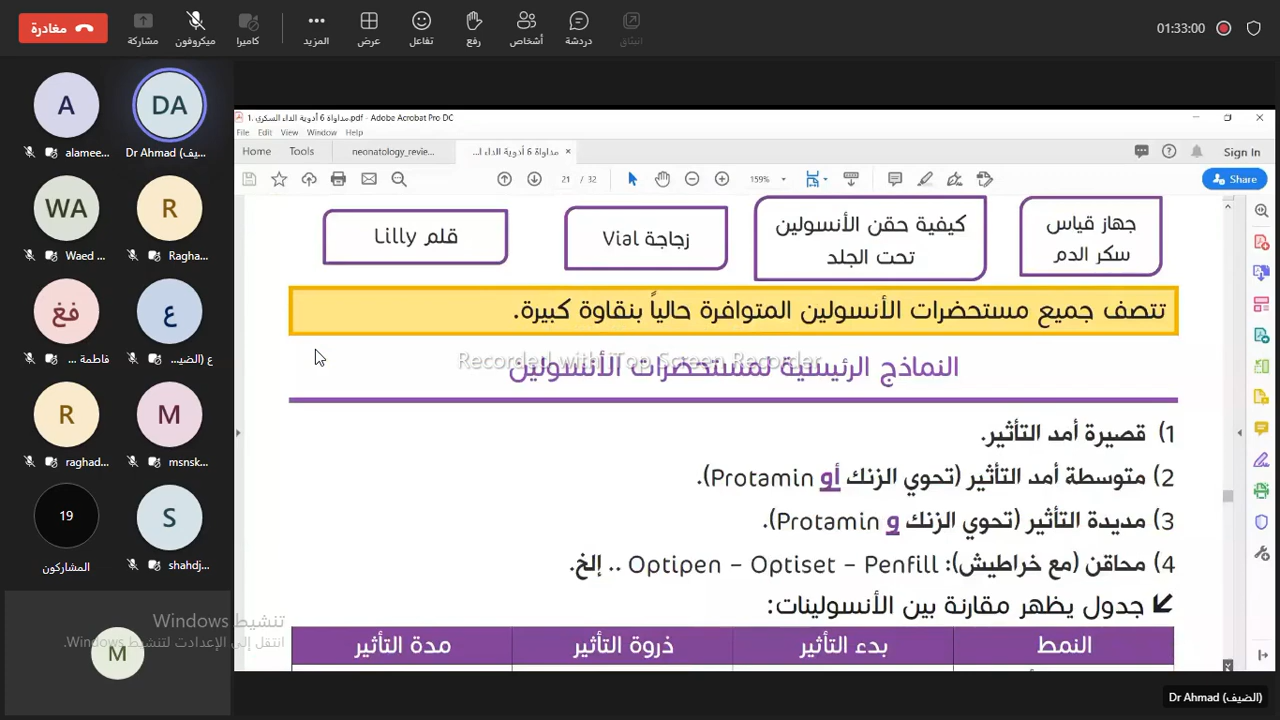 مغادرة
مشاركة
ميكروفون
كاميرا
المزيد
عرض
تفاعل
رفع
أشخاص
دردشة
انبثاق
01:33:00
A
alamee...
DA
Dr Ahmad (ضيف)...
WA
Waed ...
R
Ragha...
فغ
فاطمة ...
ع
ع (الضيـ...
R
raghad...
M
msnsk...
19
المشاركون
S
shahdj...
M
1. مداواة 6 أدوية الداء السكري.pdf - Adobe Acrobat Pro DC
File Edit View Window Help
Home Tools neonatology_revie... مداواة 6 أدوية الداء ا... × Sign In
21 / 32 159% Share
جهاز قياس
سكر الدم
كيفية حقن الأنسولين
تحت الجلد
زجاجة Vial
قلم Lilly
تتصف جميع مستحضرات الأنسولين المتوافرة حالياً بنقاوة كبيرة.
Recorded with Top Screen Recorder
النماذج الرئيسية لمستحضرات الأنسولين
1) قصيرة أمد التأثير.
2) متوسطة أمد التأثير (تحوي الزنك أو Protamin).
3) مديدة التأثير (تحوي الزنك و Protamin).
4) محاقن (مع خراطيش): Optipen – Optiset – Penfill .. إلخ.
جدول يظهر مقارنة بين الأنسولينات:
النمط بدء التأثير ذروة التأثير مدة التأثير
تنشيط Windows
انتقل إلى الإعدادت لتنشيط Windows.
Dr Ahmad (الضيف)